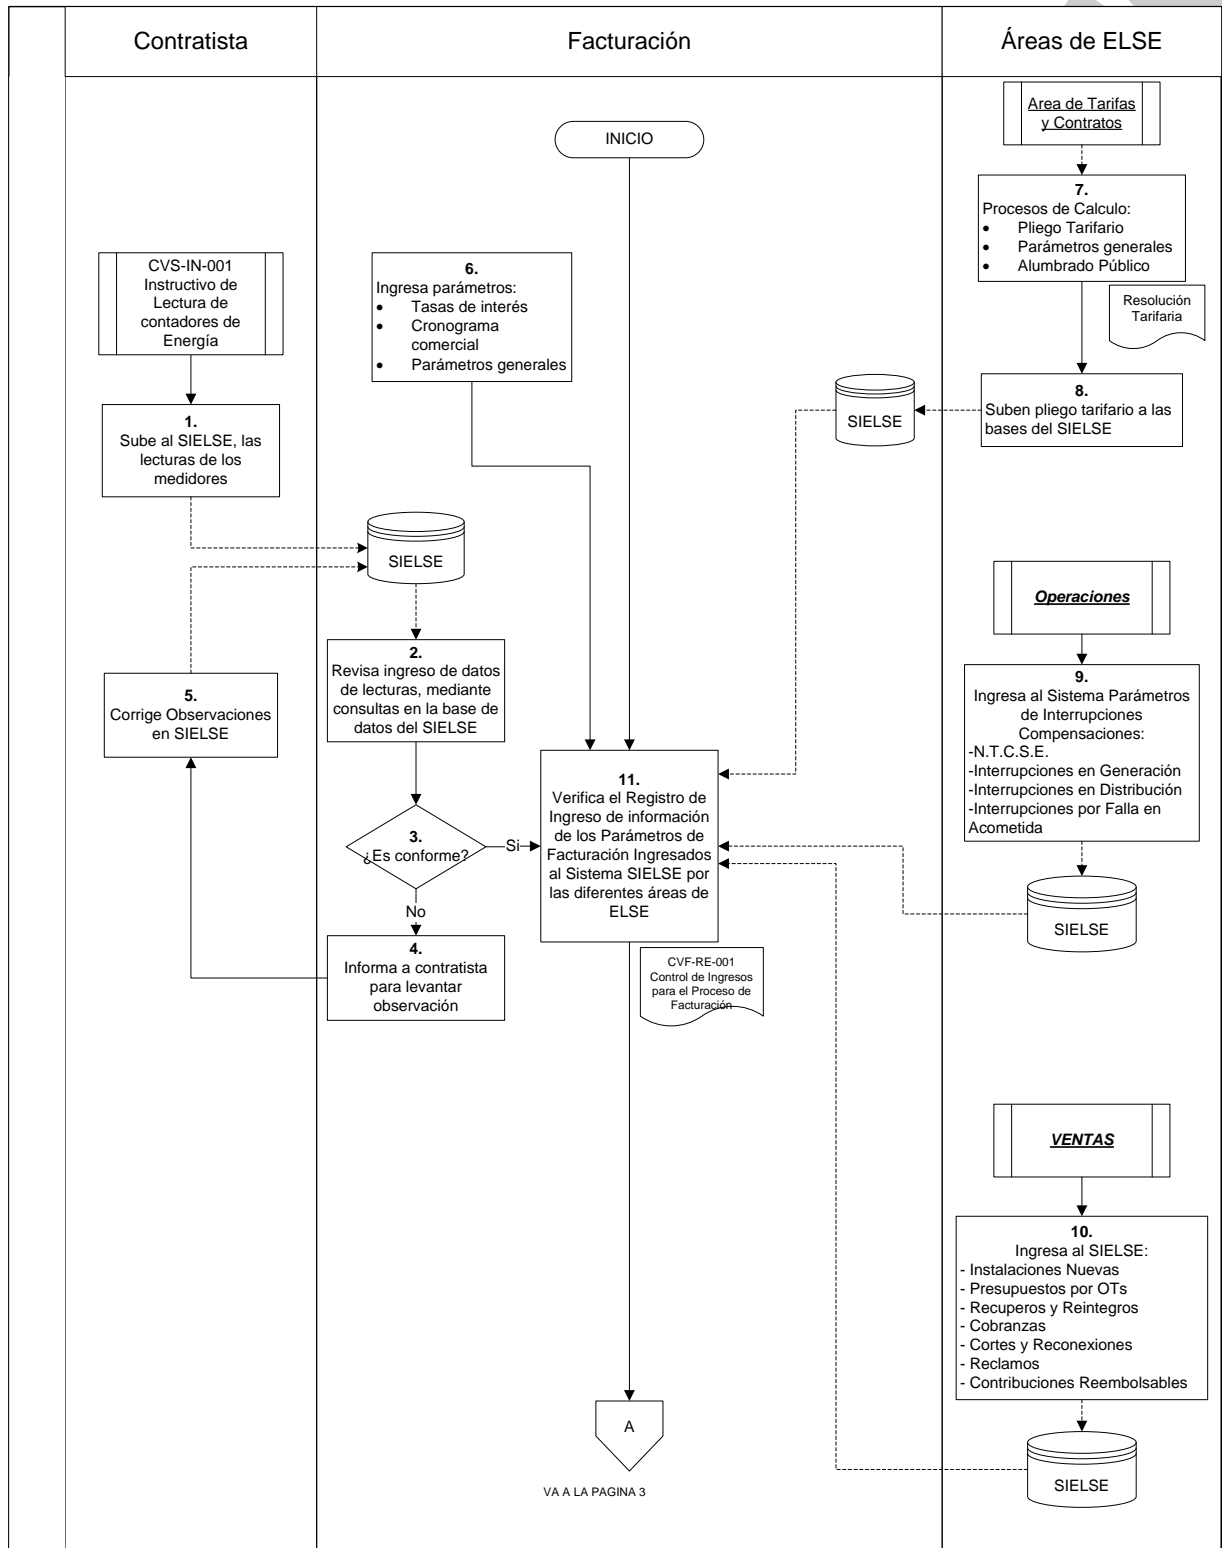 Contratista
Facturación
Áreas de ELSE
Area de Tarifas
y Contratos
INICIO
7.
Procesos de Calculo:
• Pliego Tarifario
• Parámetros generales
• Alumbrado Público
Resolución
Tarifaria
CVS-IN-001
Instructivo de
Lectura de
contadores de
Energía
6.
Ingresa parámetros:
• Tasas de interés
• Cronograma
comercial
• Parámetros generales
8.
Suben pliego tarifario a las
bases del SIELSE
SIELSE
1.
Sube al SIELSE, las
lecturas de los
medidores
SIELSE
Operaciones
2.
Revisa ingreso de datos
de lecturas, mediante
consultas en la base de
datos del SIELSE
5.
Corrige Observaciones
en SIELSE
9.
Ingresa al Sistema Parámetros
de Interrupciones
Compensaciones:
-N.T.C.S.E.
-Interrupciones en Generación
-Interrupciones en Distribución
-Interrupciones por Falla en
Acometida
3.
¿Es conforme?
Si
No
11.
Verifica el Registro de
Ingreso de información
de los Parámetros de
Facturación Ingresados
al Sistema SIELSE por
las diferentes áreas de
ELSE
SIELSE
4.
Informa a contratista
para levantar
observación
CVF-RE-001
Control de Ingresos
para el Proceso de
Facturación
VENTAS
10.
Ingresa al SIELSE:
- Instalaciones Nuevas
- Presupuestos por OTs
- Recuperos y Reintegros
- Cobranzas
- Cortes y Reconexiones
- Reclamos
- Contribuciones Reembolsables
A
SIELSE
VA A LA PAGINA 3